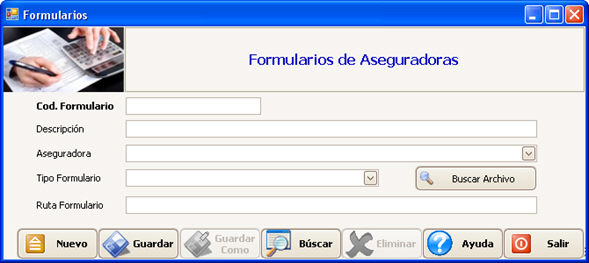 Formularios
Formularios de Aseguradoras
Cod. Formulario
Descripción
Aseguradora
Tipo Formulario
Buscar Archivo
Ruta Formulario
Nuevo
Guardar
Guardar
Como
Búscar
Eliminar
Ayuda
Salir